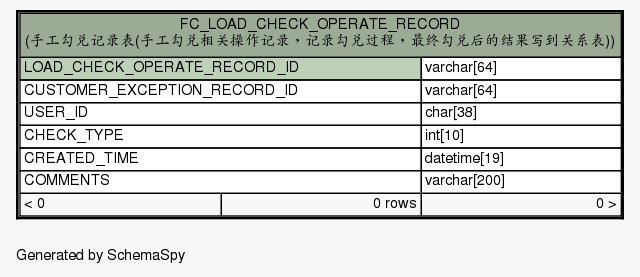 FC_LOAD_CHECK_OPERATE_RECORD
(手工勾兑记录表(手工勾兑相关操作记录，记录勾兑过程，最终勾兑后的结果写到关系表))
LOAD_CHECK_OPERATE_RECORD_ID varchar[64]
CUSTOMER_EXCEPTION_RECORD_ID varchar[64]
USER_ID char[38]
CHECK_TYPE int[10]
CREATED_TIME datetime[19]
COMMENTS varchar[200]
< 0 0 rows 0 >
Generated by SchemaSpy